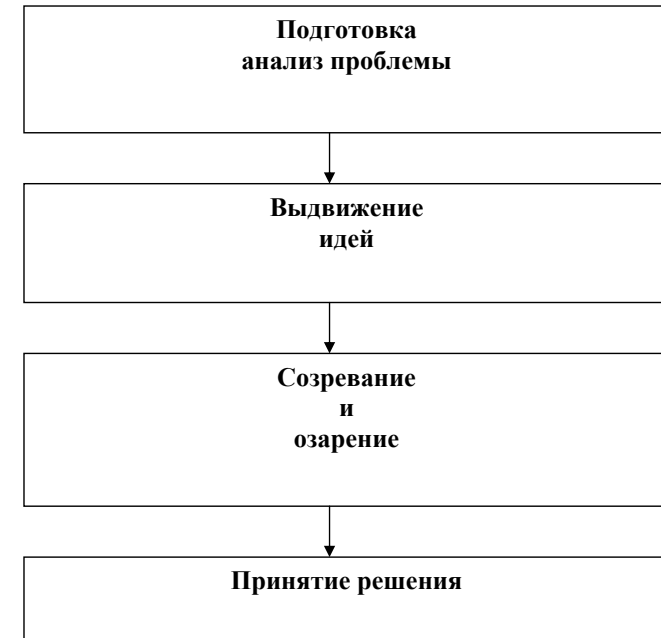 Подготовка
анализ проблемы
Выдвижение
идей
Созревание
и
озарение
Принятие решения